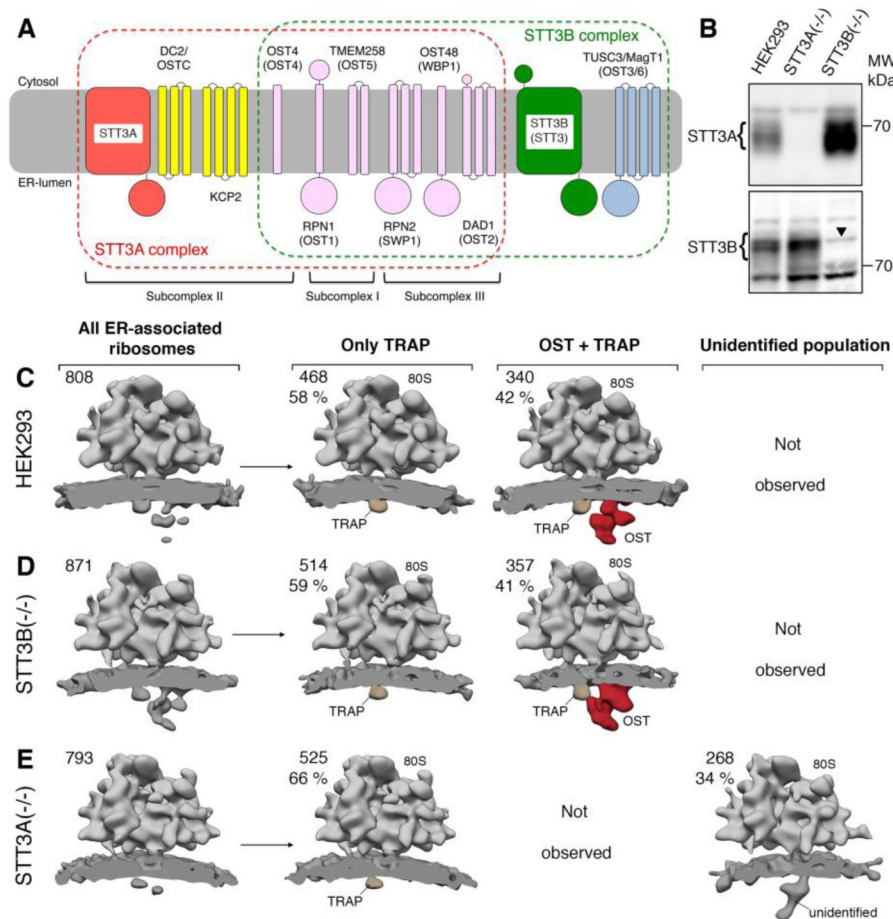 A
STT3B complex
DC2/
OSTC
OST4
(OST4)
TMEM258
(OST5)
OST48
(WBP1)
TUSC3/MagT1
(OST3/6)
Cytosol
STT3A
STT3B
(STT3)
ER-lumen
KCP2
RPN1
(OST1)
RPN2
(SWP1)
DAD1
(OST2)
STT3A complex
Subcomplex II
Subcomplex I
Subcomplex III
B
HEK293
STT3A(-/-)
STT3B(-/-)
MW
kDa
STT3A
70
STT3B
70
All ER-associated
ribosomes
Only TRAP
OST + TRAP
Unidentified population
C
HEK293
808
468
58 %
80S
TRAP
340
42 %
80S
TRAP
OST
Not
observed
D
STT3B(-/-)
871
514
59 %
80S
TRAP
357
41 %
80S
TRAP
OST
Not
observed
E
STT3A(-/-)
793
525
66 %
80S
TRAP
Not
observed
268
34 %
80S
unidentified